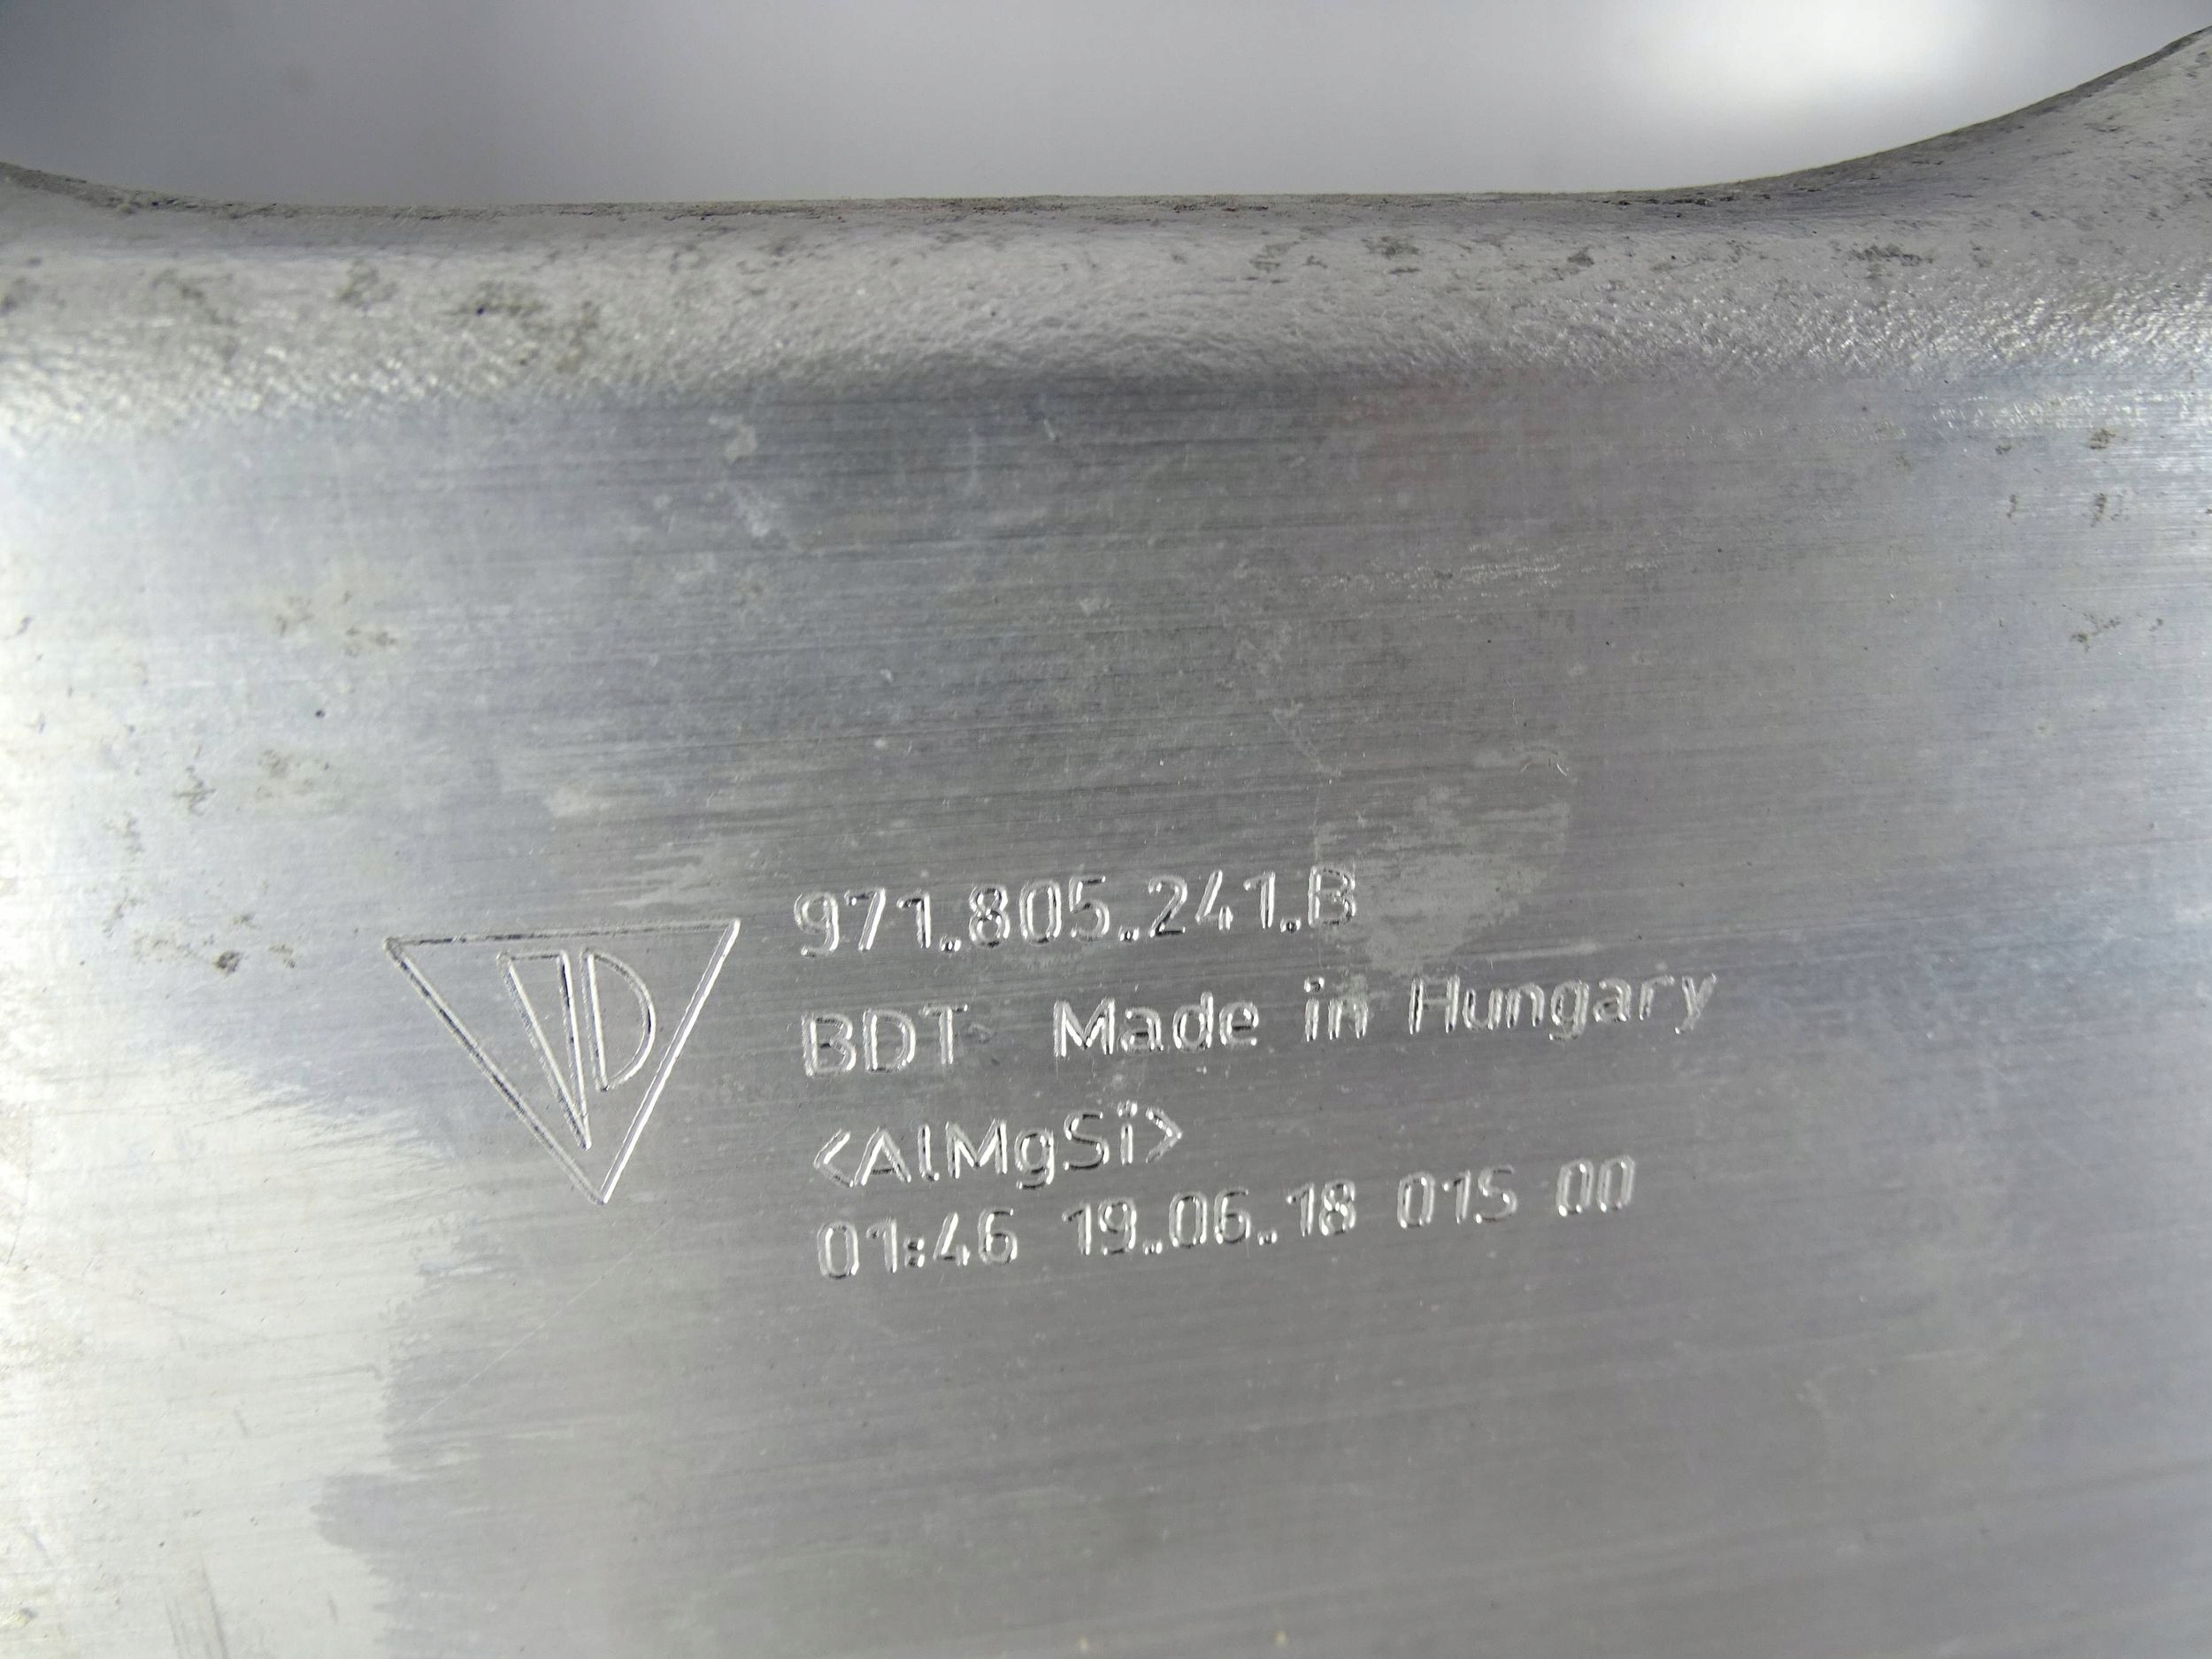 971.805.241.B
BDT Made in Hungary
<AlMgSi>
01:46 19.06.18 015 00